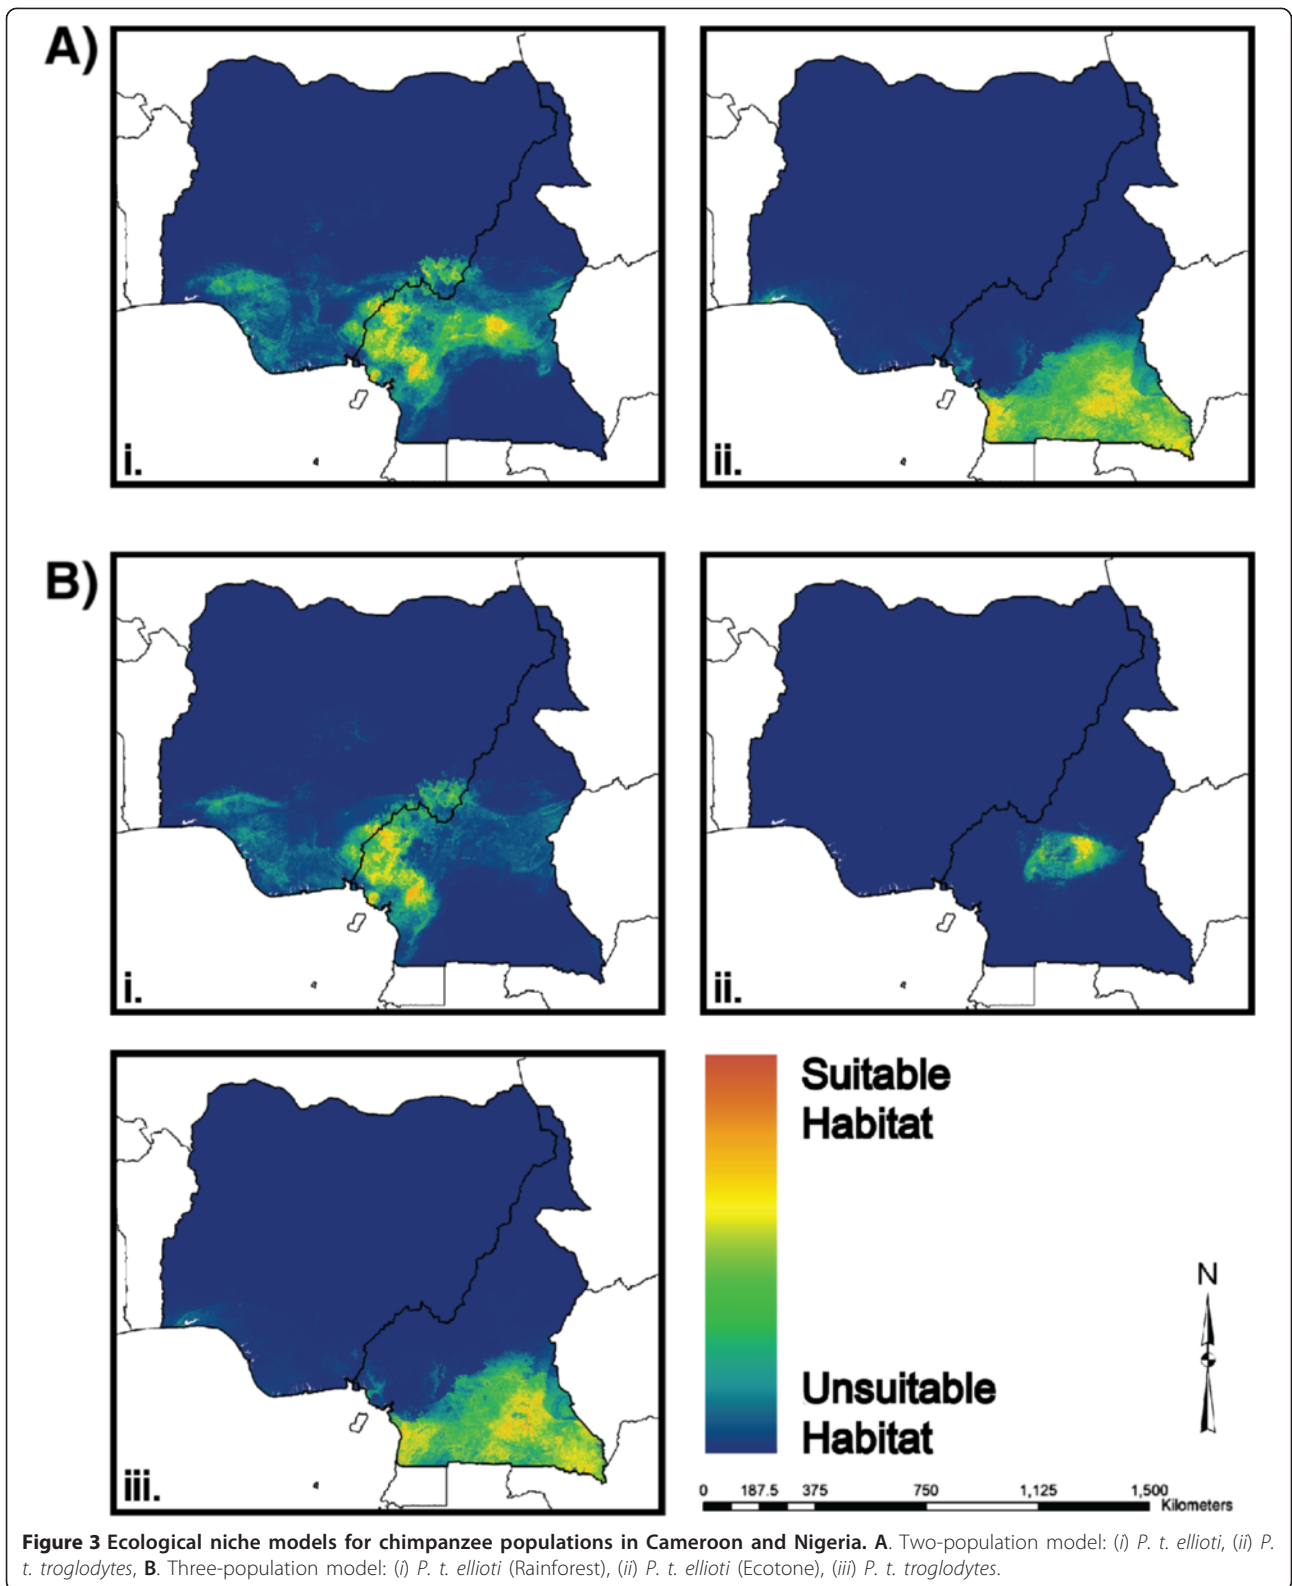 A)
i.
ii.
B)
i.
ii.
iii.
Suitable
Habitat
Unsuitable
Habitat
N
0 187.5 375 750 1,125 1,500
Kilometers
Figure 3 Ecological niche models for chimpanzee populations in Cameroon and Nigeria. A. Two-population model: (i) P. t. ellioti, (ii) P.
t. troglodytes, B. Three-population model: (i) P. t. ellioti (Rainforest), (ii) P. t. ellioti (Ecotone), (iii) P. t. troglodytes.